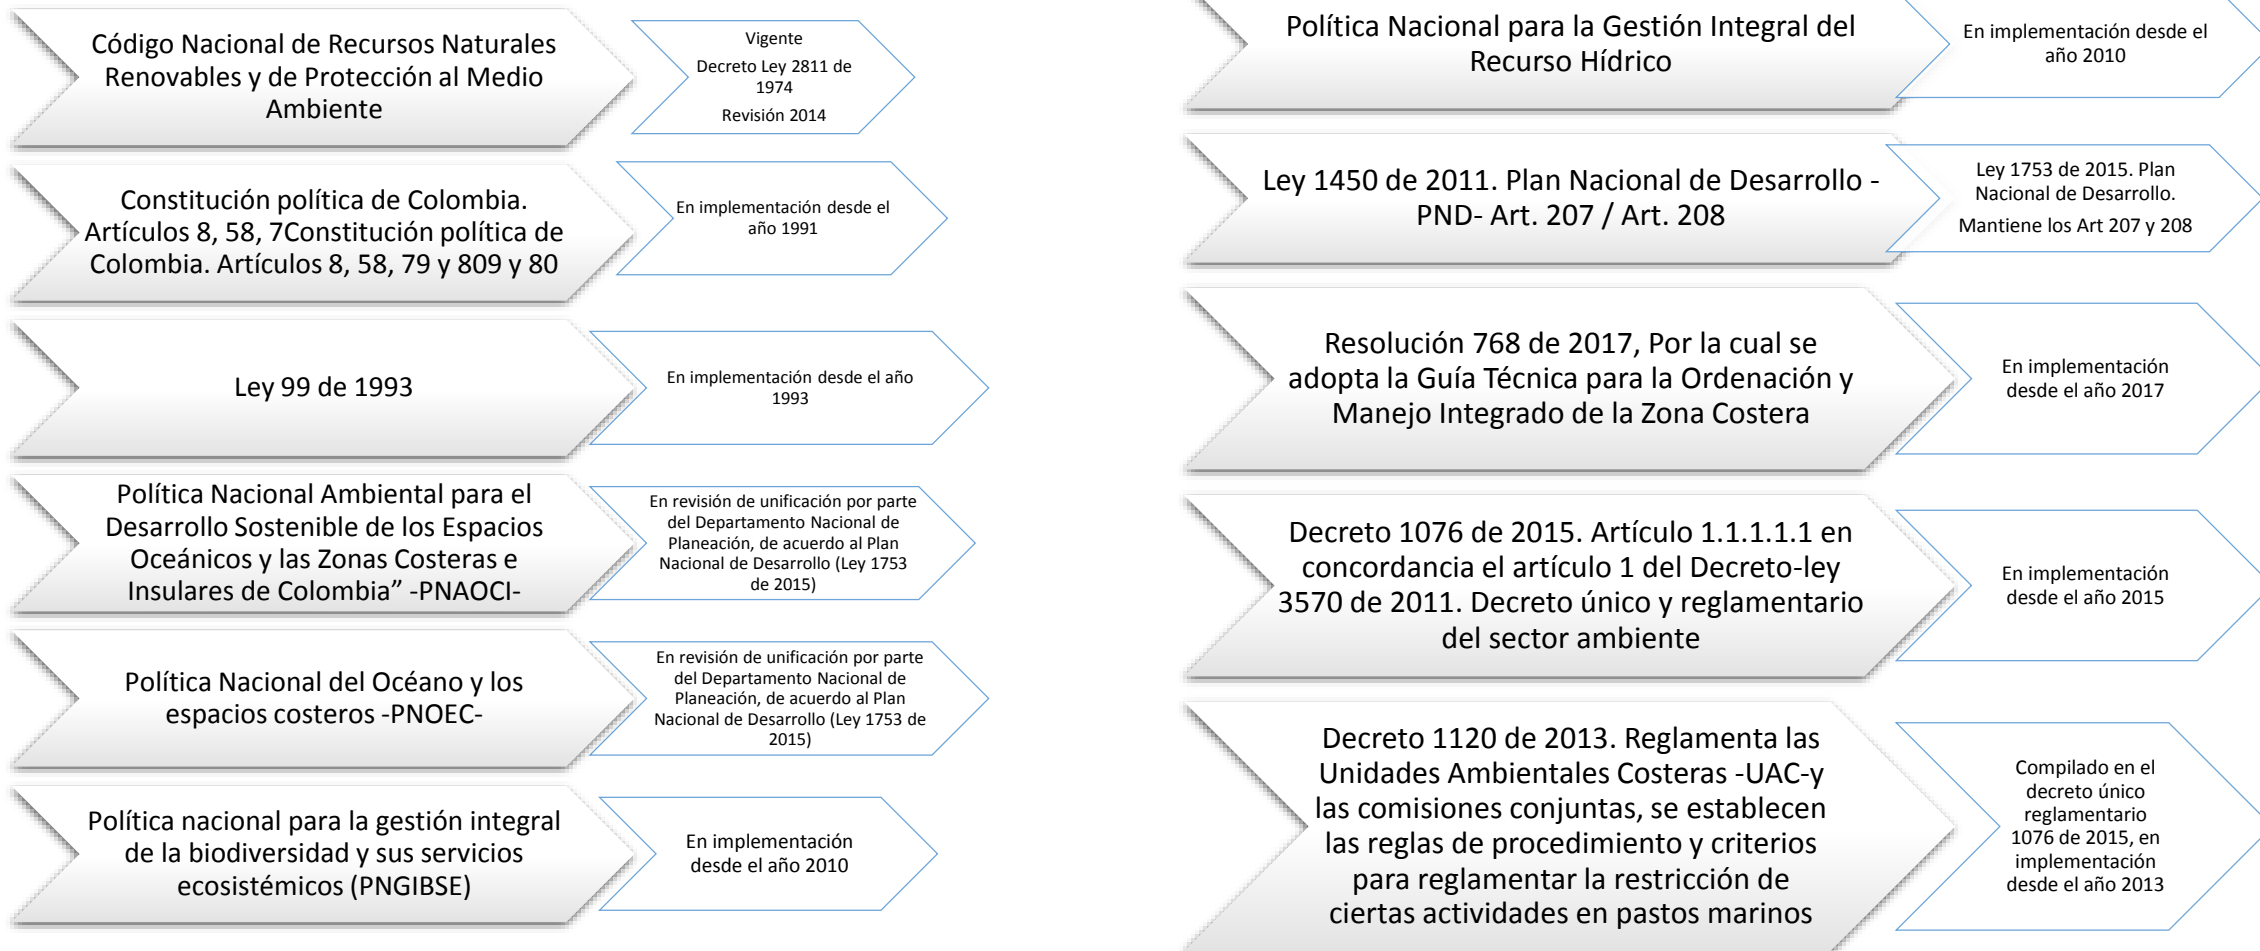 Código Nacional de Recursos Naturales
Renovables y de Protección al Medio
Ambiente
Vigente
Decreto Ley 2811 de
1974
Revisión 2014
Constitución política de Colombia.
Artículos 8, 58, 7Constitución política de
Colombia. Artículos 8, 58, 79 y 809 y 80
En implementación desde el
año 1991
Ley 99 de 1993
En implementación desde el año
1993
Política Nacional Ambiental para el
Desarrollo Sostenible de los Espacios
Oceánicos y las Zonas Costeras e
Insulares de Colombia” -PNAOCI-
En revisión de unificación por parte
del Departamento Nacional de
Planeación, de acuerdo al Plan
Nacional de Desarrollo (Ley 1753
de 2015)
Política Nacional del Océano y los
espacios costeros -PNOEC-
En revisión de unificación por parte
del Departamento Nacional de
Planeación, de acuerdo al Plan
Nacional de Desarrollo (Ley 1753 de
2015)
Política nacional para la gestión integral
de la biodiversidad y sus servicios
ecosistémicos (PNGIBSE)
En implementación
desde el año 2010
Política Nacional para la Gestión Integral del
Recurso Hídrico
En implementación desde el
año 2010
Ley 1450 de 2011. Plan Nacional de Desarrollo -
PND- Art. 207 / Art. 208
Ley 1753 de 2015. Plan
Nacional de Desarrollo.
Mantiene los Art 207 y 208
Resolución 768 de 2017, Por la cual se
adopta la Guía Técnica para la Ordenación y
Manejo Integrado de la Zona Costera
En implementación
desde el año 2017
Decreto 1076 de 2015. Artículo 1.1.1.1.1 en
concordancia el artículo 1 del Decreto-ley
3570 de 2011. Decreto único y reglamentario
del sector ambiente
En implementación
desde el año 2015
Decreto 1120 de 2013. Reglamenta las
Unidades Ambientales Costeras -UAC-y
las comisiones conjuntas, se establecen
las reglas de procedimiento y criterios
para reglamentar la restricción de
ciertas actividades en pastos marinos
Compilado en el
decreto único
reglamentario
1076 de 2015, en
implementación
desde el año 2013